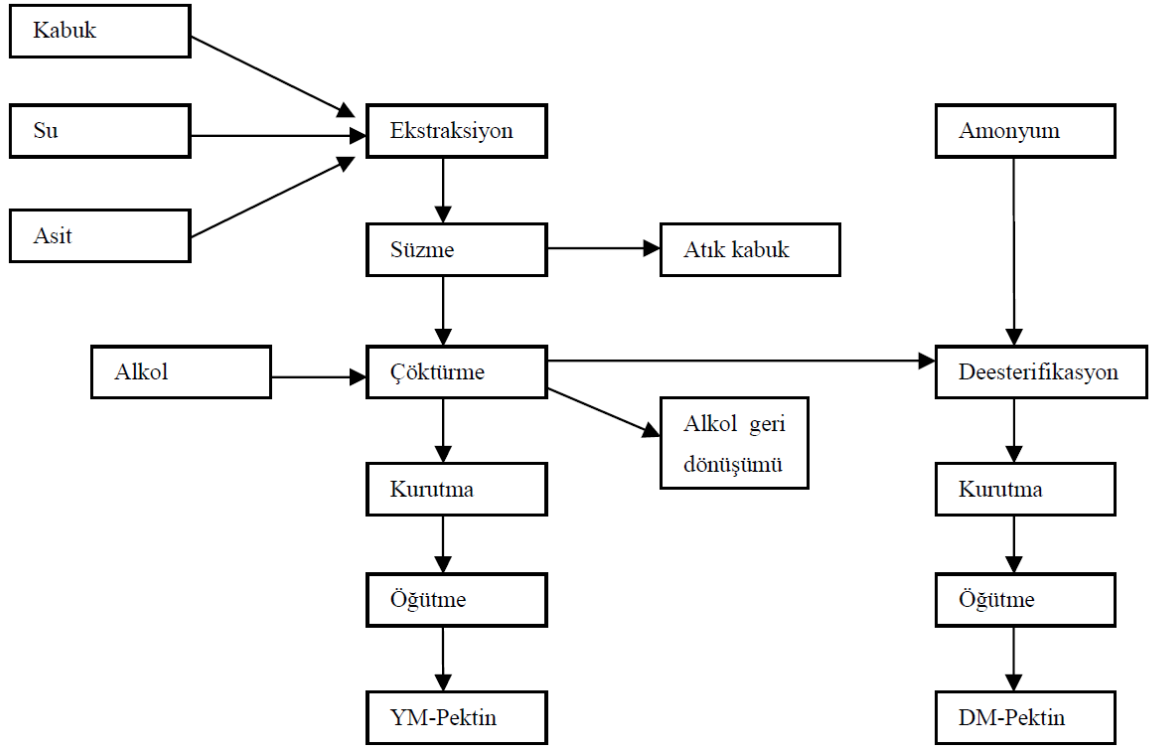 Kabuk
Su
Ekstraksiyon
Amonyum
Asit
Süzme
Atık kabuk
Alkol
Çöktürme
Deesterifikasyon
Alkol geri
dönüşümü
Kurutma
Kurutma
Öğütme
Öğütme
YM-Pektin
DM-Pektin